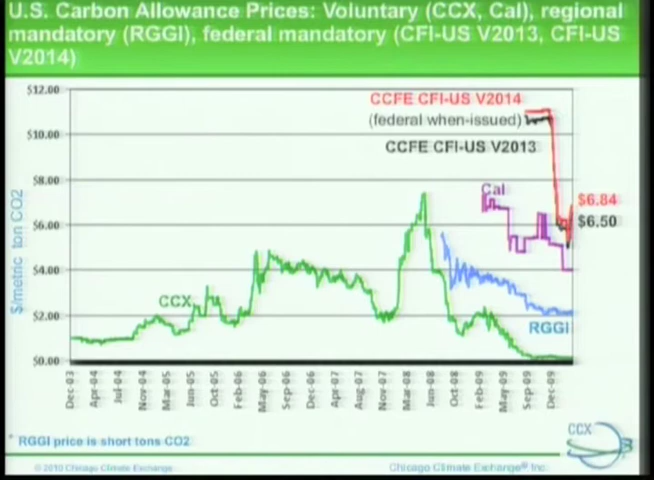 U.S. Carbon Allowance Prices: Voluntary (CCX, Cal), regional
mandatory (RGGI), federal mandatory (CFI-US V2013, CFI-US
V2014)
$12.00
$10.00
$8.00
$6.00
$4.00
$2.00
$0.00
$/metric ton CO2
CCFE CFI-US V2014
(federal when-issued)
CCFE CFI-US V2013
Cal
$6.84
$6.50
CCX
RGGI
Dec-03
Apr-04
Jul-04
Nov-04
Mar-05
Jun-05
Oct-05
Feb-06
May-06
Sep-06
Dec-06
Apr-07
Aug-07
Nov-07
Mar-08
Jun-08
Oct-08
Feb-09
May-09
Sep-09
Dec-09
* RGGI price is short tons CO2
CCX
© 2010 Chicago Climate Exchange
Chicago Climate Exchange® Inc.